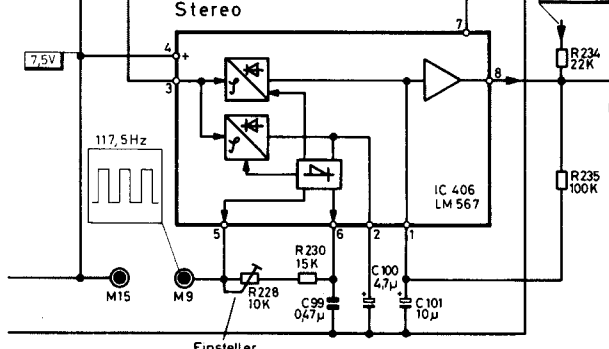 Stereo
7
4
+
7,5V
3
φ
8
R234
22K
117,5Hz
φ
R235
100K
IC 406
LM 567
5
6
2
1
R230
15K
C100
4,7µ
+
+
M15
M9
R228
10K
C99
0,47µ
C101
10µ
Einsteller